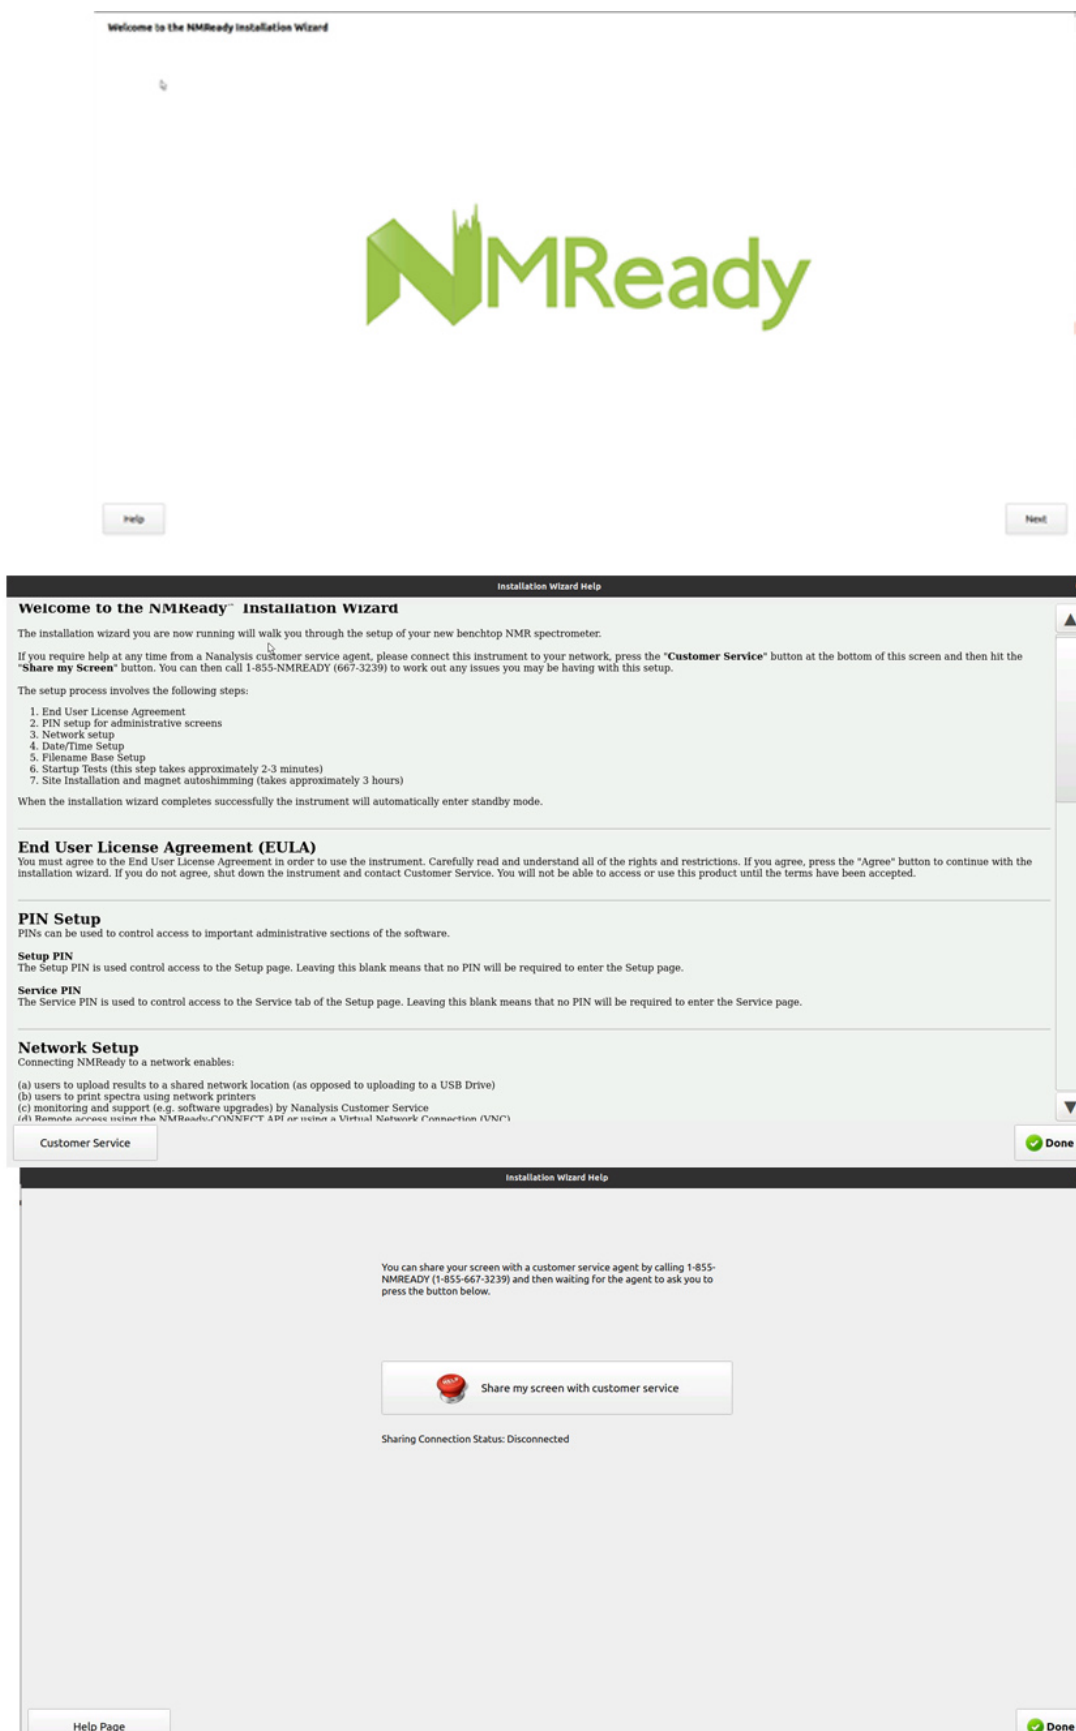 Welcome to the NMReady Installation Wizard
NMReady
Help
Next
Installation Wizard Help
Welcome to the NMReady™ Installation Wizard
The installation wizard you are now running will walk you through the setup of your new benchtop NMR spectrometer.
If you require help at any time from a Nanalysis customer service agent, please connect this instrument to your network, press the "Customer Service" button at the bottom of this screen and then hit the
"Share my Screen" button. You can then call 1-855-NMREADY (667-3239) to work out any issues you may be having with this setup.
The setup process involves the following steps:
1. End User License Agreement
2. PIN setup for administrative screens
3. Network setup
4. Date/Time Setup
5. Filename Base Setup
6. Startup Tests (this step takes approximately 2-3 minutes)
7. Site Installation and magnet autoshimming (takes approximately 3 hours)
When the installation wizard completes successfully the instrument will automatically enter standby mode.
End User License Agreement (EULA)
You must agree to the End User License Agreement in order to use the instrument. Carefully read and understand all of the rights and restrictions. If you agree, press the "Agree" button to continue with the
installation wizard. If you do not agree, shut down the instrument and contact Customer Service. You will not be able to access or use this product until the terms have been accepted.
PIN Setup
PINs can be used to control access to important administrative sections of the software.
Setup PIN
The Setup PIN is used control access to the Setup page. Leaving this blank means that no PIN will be required to enter the Setup page.
Service PIN
The Service PIN is used to control access to the Service tab of the Setup page. Leaving this blank means that no PIN will be required to enter the Service page.
Network Setup
Connecting NMReady to a network enables:
(a) users to upload results to a shared network location (as opposed to uploading to a USB Drive)
(b) users to print spectra using network printers
(c) monitoring and support (e.g. software upgrades) by Nanalysis Customer Service
(d) Remote access using the NMReady-CONNECT API or using a Virtual Network Connection (VNC)
Customer Service
Done
Installation Wizard Help
You can share your screen with a customer service agent by calling 1-855-
NMREADY (1-855-667-3239) and then waiting for the agent to ask you to
press the button below.
HELP
Share my screen with customer service
Sharing Connection Status: Disconnected
Help Page
Done